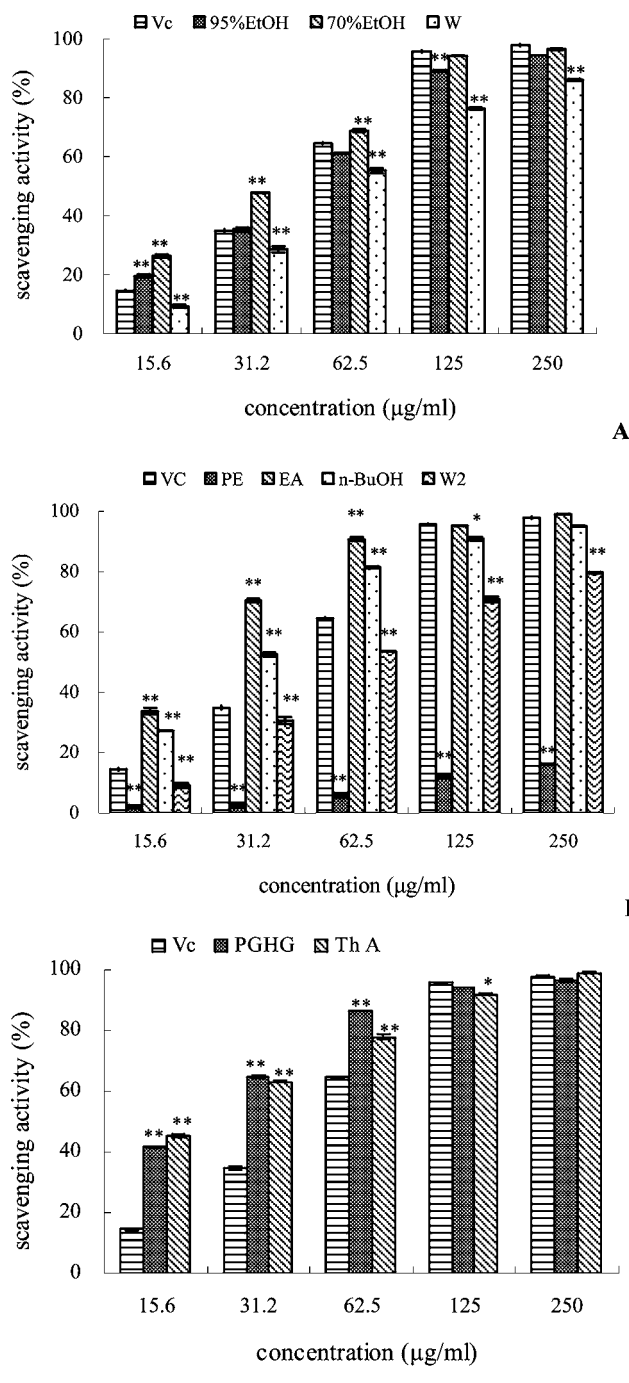 Vc 95%EtOH 70%EtOH W
100
80
60
40
20
0
scavenging activity (%)
** ** **
** **
** **
** **
**
15.6 31.2 62.5 125 250
concentration (µg/ml)
A
VC PE EA n-BuOH W2
100
80
60
40
20
0
scavenging activity (%)
** ** ** **
** ** ** **
** ** ** **
** * **
** **
15.6 31.2 62.5 125 250
concentration (µg/ml)
Vc PGHG Th A
100
80
60
40
20
0
scavenging activity (%)
** **
** **
** **
*
15.6 31.2 62.5 125 250
concentration (µg/ml)